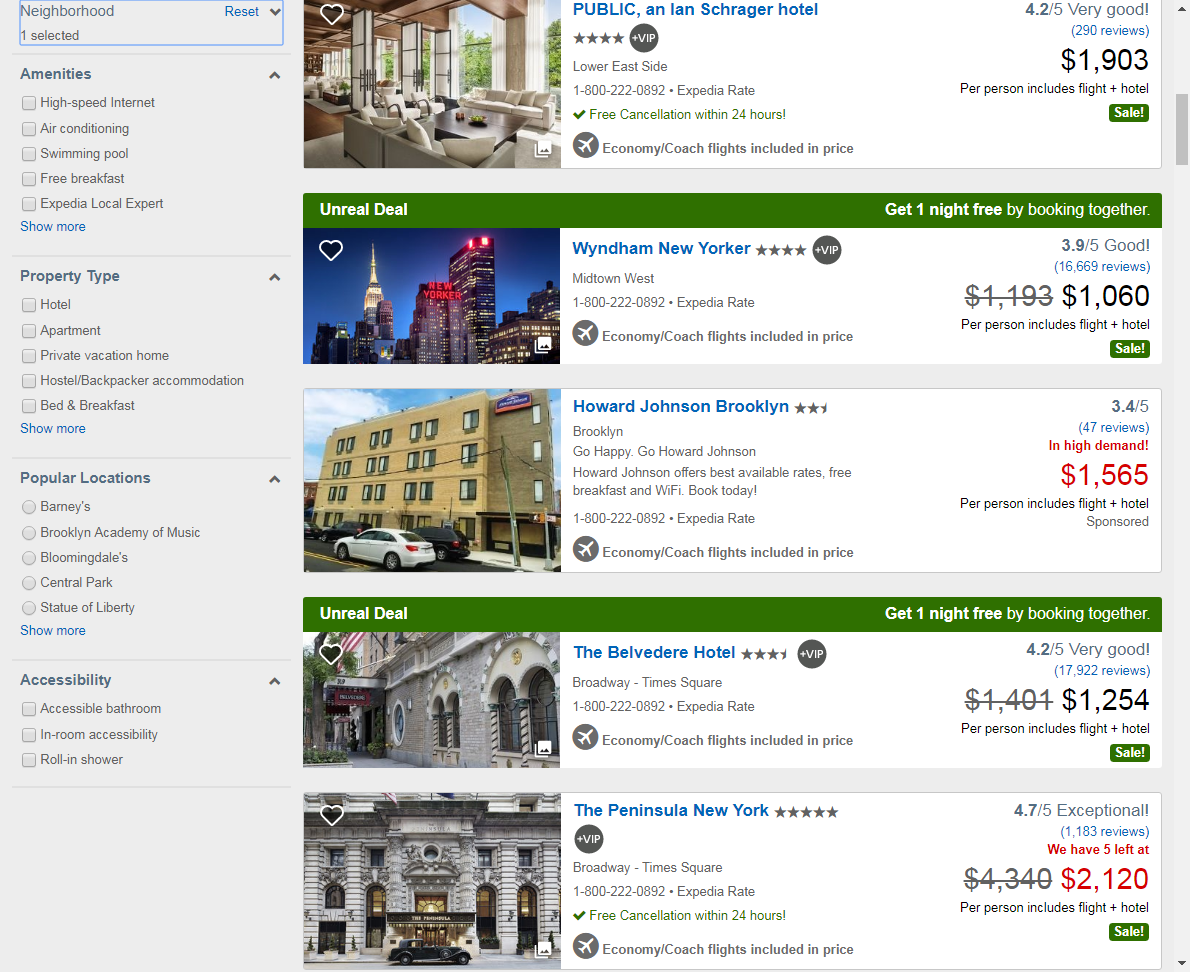 Neighborhood Reset
1 selected
Amenities
High-speed Internet
Air conditioning
Swimming pool
Free breakfast
Expedia Local Expert
Show more
Property Type
Hotel
Apartment
Private vacation home
Hostel/Backpacker accommodation
Bed & Breakfast
Show more
Popular Locations
Barney's
Brooklyn Academy of Music
Bloomingdale's
Central Park
Statue of Liberty
Show more
Accessibility
Accessible bathroom
In-room accessibility
Roll-in shower
PUBLIC, an Ian Schrager hotel
+VIP
Lower East Side
1-800-222-0892 • Expedia Rate
Free Cancellation within 24 hours!
Economy/Coach flights included in price
4.2/5 Very good!
(290 reviews)
$1,903
Per person includes flight + hotel
Sale!
Unreal Deal
Get 1 night free by booking together.
NEW
YORKER
Wyndham New Yorker +VIP
Midtown West
1-800-222-0892 • Expedia Rate
Economy/Coach flights included in price
3.9/5 Good!
(16,669 reviews)
$1,193 $1,060
Per person includes flight + hotel
Sale!
Howard Johnson Brooklyn
Brooklyn
Go Happy. Go Howard Johnson
Howard Johnson offers best available rates, free
breakfast and WiFi. Book today!
1-800-222-0892 • Expedia Rate
Economy/Coach flights included in price
3.4/5
(47 reviews)
In high demand!
$1,565
Per person includes flight + hotel
Sponsored
Unreal Deal
Get 1 night free by booking together.
The Belvedere Hotel +VIP
Broadway - Times Square
1-800-222-0892 • Expedia Rate
Economy/Coach flights included in price
4.2/5 Very good!
(17,922 reviews)
$1,401 $1,254
Per person includes flight + hotel
Sale!
THE PENINSULA
The Peninsula New York
+VIP
Broadway - Times Square
1-800-222-0892 • Expedia Rate
Free Cancellation within 24 hours!
Economy/Coach flights included in price
4.7/5 Exceptional!
(1,183 reviews)
We have 5 left at
$4,340 $2,120
Per person includes flight + hotel
Sale!